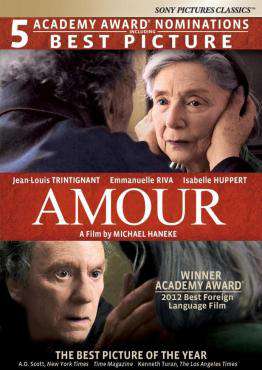 SONY PICTURES CLASSICS™
5 ACADEMY AWARD® NOMINATIONS
INCLUDING
BEST PICTURE
Jean-Louis TRINTIGNANT Emmanuelle RIVA Isabelle HUPPERT
AMOUR
A Film by MICHAEL HANEKE
WINNER
ACADEMY AWARD®
2012 Best Foreign
Language Film
THE BEST PICTURE OF THE YEAR
A.O. Scott, New York Times Time Magazine Kenneth Turan, The Los Angeles Times